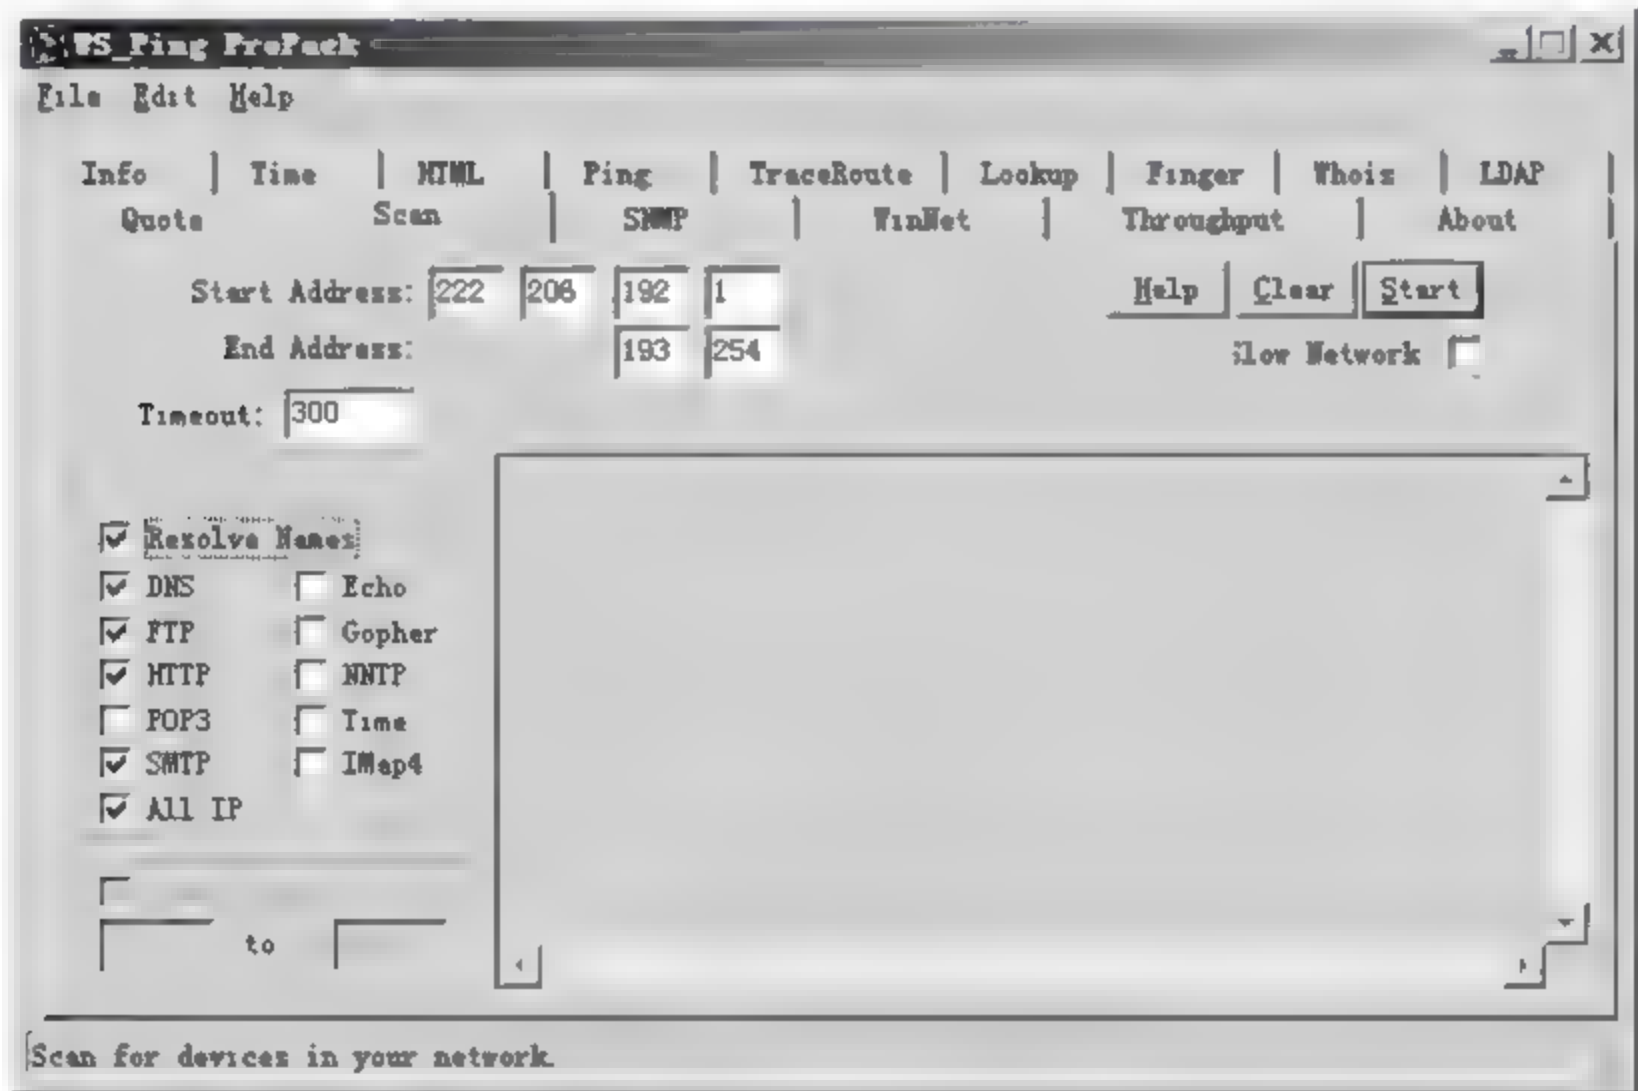 WS_Ping ProPack
File Edit Help
Info Time HTML Ping TraceRoute Lookup Finger Whois LDAP
Quote Scan SNMP WinNet Throughput About
Start Address: 222 206 192 1 Help Clear Start
End Address: 193 254 Slow Network
Timeout: 300
Resolve Names
DNS Echo
FTP Gopher
HTTP NNTP
POP3 Time
SMTP IMap4
All IP
to
Scan for devices in your network.